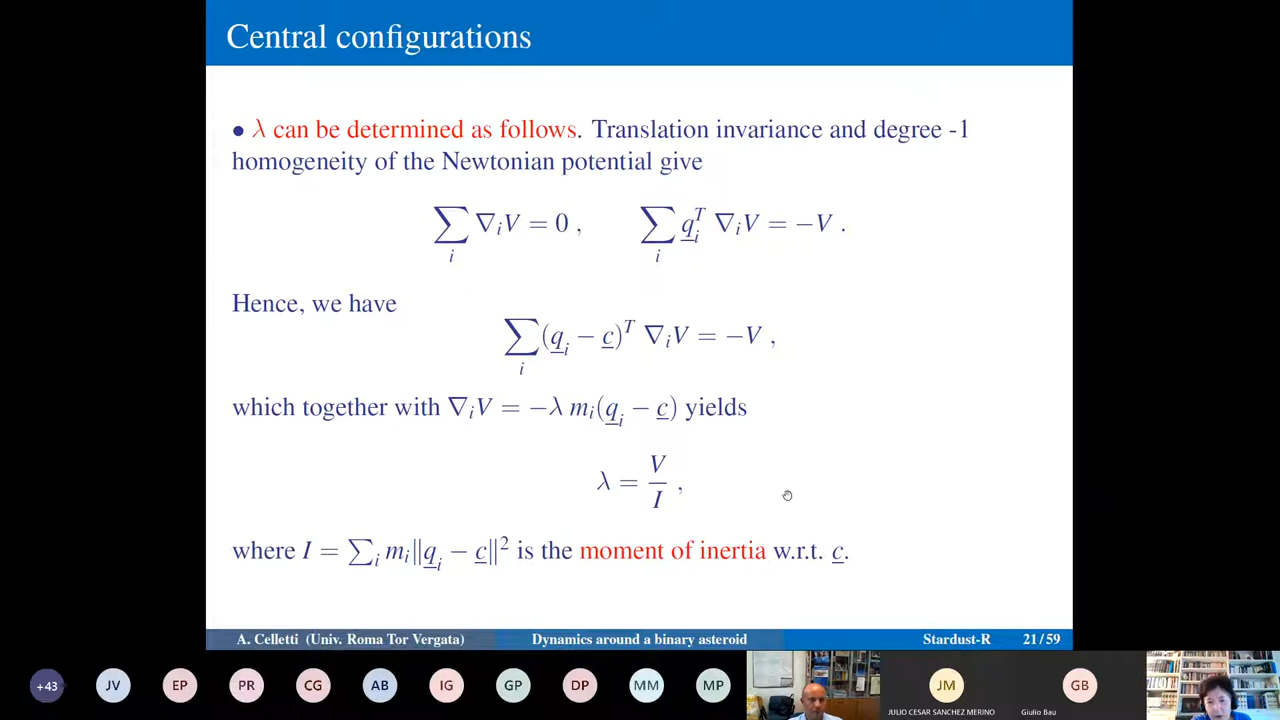 Central configurations
• λ can be determined as follows. Translation invariance and degree -1
homogeneity of the Newtonian potential give
∑_i ∇_i V = 0 , ∑_i q_i^T ∇_i V = −V .
Hence, we have
∑_i (q_i − c)^T ∇_i V = −V ,
which together with ∇_i V = −λ m_i(q_i − c) yields
λ = V/I ,
where I = ∑_i m_i‖q_i − c‖² is the moment of inertia w.r.t. c.
A. Celletti (Univ. Roma Tor Vergata) Dynamics around a binary asteroid Stardust-R 21 / 59
+43 JV EP PR CG AB IG GP DP MM MP JM GB
JULIO CESAR SANCHEZ MERINO Giulio Bau